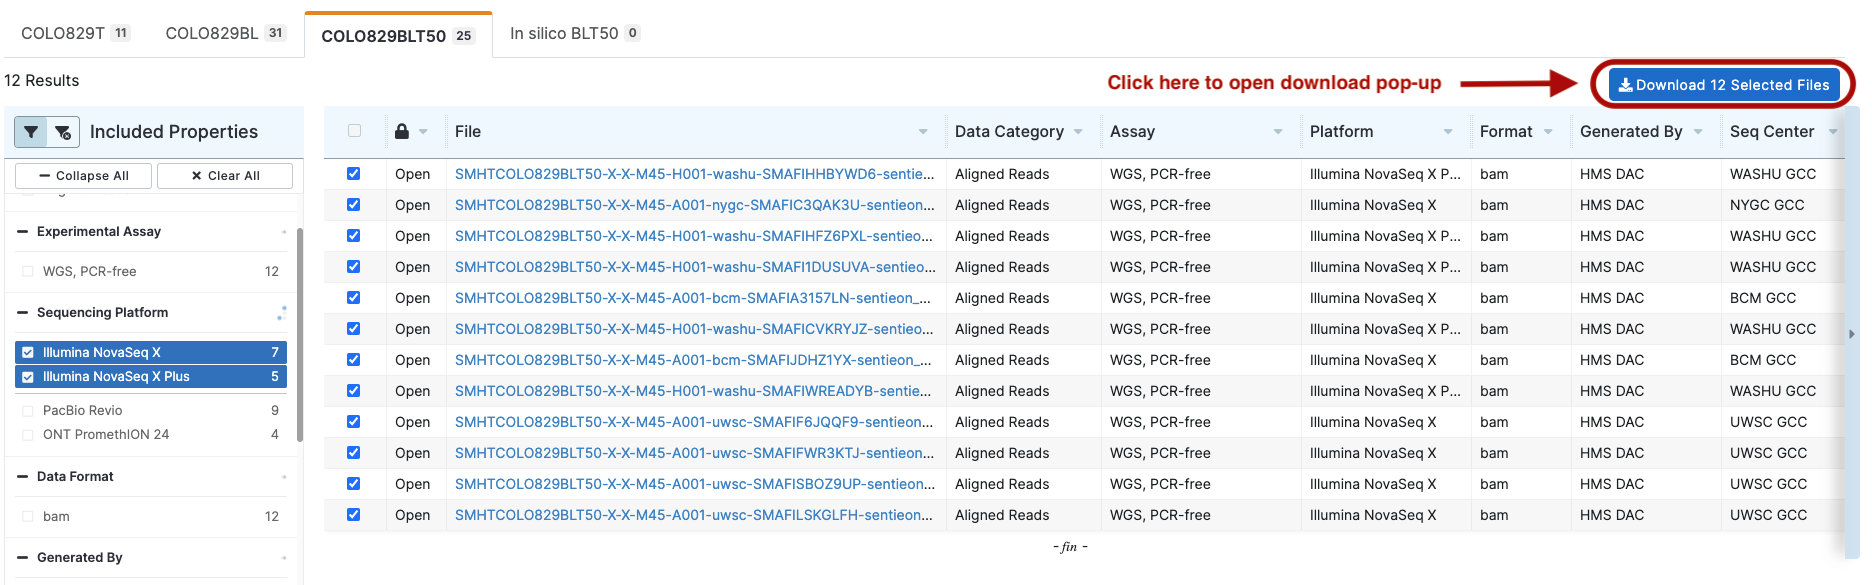 COLO829T 11 COLO829BL 31 COLO829BLT50 25 In silico BLT50 0
12 Results
Click here to open download pop-up
Download 12 Selected Files
Included Properties
Collapse All Clear All
Experimental Assay
WGS, PCR-free 12
Sequencing Platform
Illumina NovaSeq X 7
Illumina NovaSeq X Plus 5
PacBio Revio 9
ONT PromethION 24 4
Data Format
bam 12
Generated By
File Data Category Assay Platform Format Generated By Seq Center
Open SMHTCOLO829BLT50-X-X-M45-H001-washu-SMAFIHHBYWD6-sentie... Aligned Reads WGS, PCR-free Illumina NovaSeq X P... bam HMS DAC WASHU GCC
Open SMHTCOLO829BLT50-X-X-M45-A001-nygc-SMAFIC3QAK3U-sentieon... Aligned Reads WGS, PCR-free Illumina NovaSeq X bam HMS DAC NYGC GCC
Open SMHTCOLO829BLT50-X-X-M45-H001-washu-SMAFIHFZ6PXL-sentieo... Aligned Reads WGS, PCR-free Illumina NovaSeq X P... bam HMS DAC WASHU GCC
Open SMHTCOLO829BLT50-X-X-M45-H001-washu-SMAFI1DUSUVA-sentieo... Aligned Reads WGS, PCR-free Illumina NovaSeq X P... bam HMS DAC WASHU GCC
Open SMHTCOLO829BLT50-X-X-M45-A001-bcm-SMAFIA3157LN-sentieon_... Aligned Reads WGS, PCR-free Illumina NovaSeq X bam HMS DAC BCM GCC
Open SMHTCOLO829BLT50-X-X-M45-H001-washu-SMAFICVKRYJZ-sentieo... Aligned Reads WGS, PCR-free Illumina NovaSeq X P... bam HMS DAC WASHU GCC
Open SMHTCOLO829BLT50-X-X-M45-A001-bcm-SMAFIJDHZ1YX-sentieon_... Aligned Reads WGS, PCR-free Illumina NovaSeq X bam HMS DAC BCM GCC
Open SMHTCOLO829BLT50-X-X-M45-H001-washu-SMAFIWREADYB-sentie... Aligned Reads WGS, PCR-free Illumina NovaSeq X P... bam HMS DAC WASHU GCC
Open SMHTCOLO829BLT50-X-X-M45-A001-uwsc-SMAFIF6JQQF9-sentieon... Aligned Reads WGS, PCR-free Illumina NovaSeq X bam HMS DAC UWSC GCC
Open SMHTCOLO829BLT50-X-X-M45-A001-uwsc-SMAFIFWR3KTJ-sentieon... Aligned Reads WGS, PCR-free Illumina NovaSeq X bam HMS DAC UWSC GCC
Open SMHTCOLO829BLT50-X-X-M45-A001-uwsc-SMAFISBOZ9UP-sentieon... Aligned Reads WGS, PCR-free Illumina NovaSeq X bam HMS DAC UWSC GCC
Open SMHTCOLO829BLT50-X-X-M45-A001-uwsc-SMAFILSKGLFH-sentieon... Aligned Reads WGS, PCR-free Illumina NovaSeq X bam HMS DAC UWSC GCC
- fin -